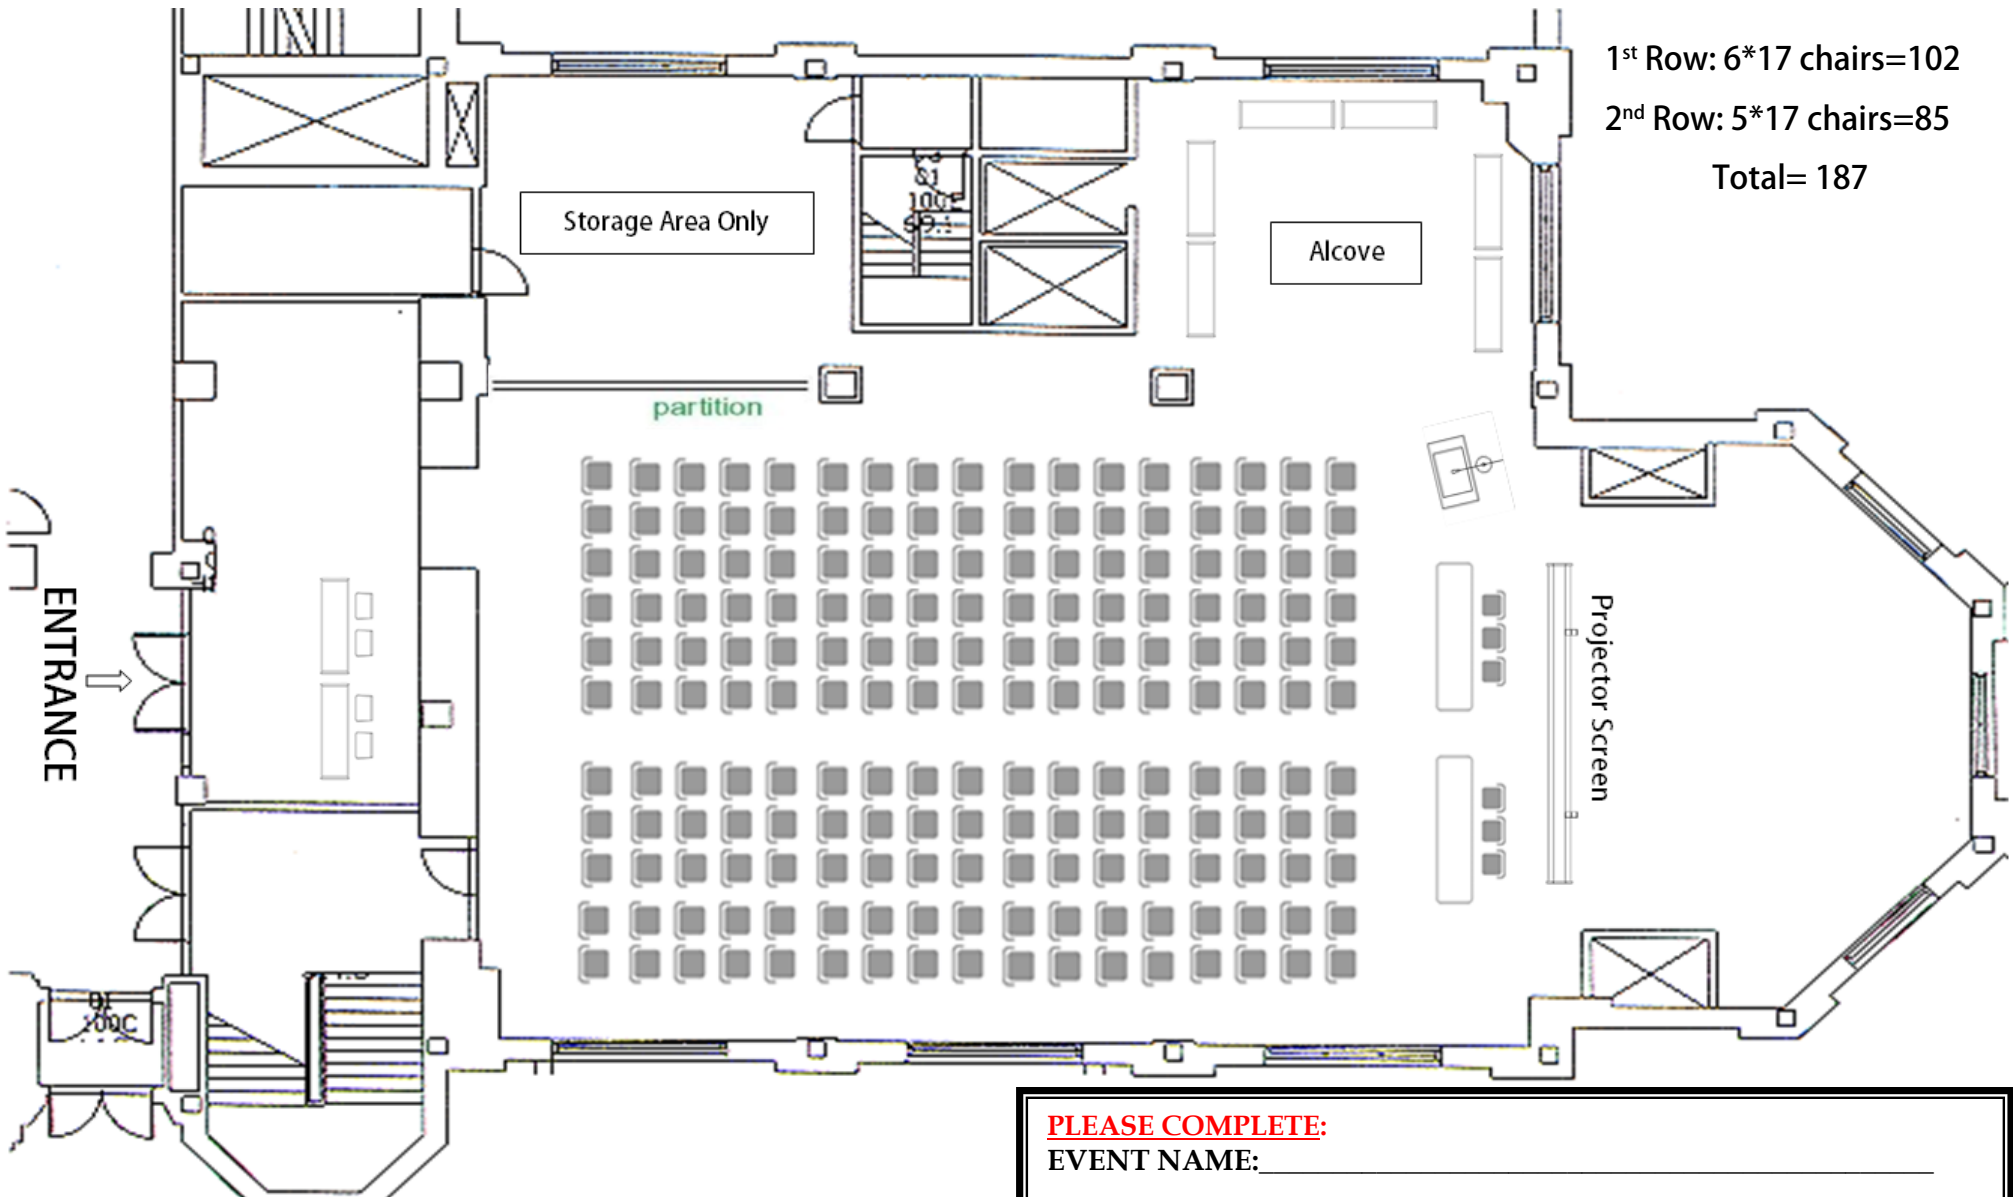 1st Row: 6*17 chairs=102
2nd Row: 5*17 chairs=85
Total= 187
Storage Area Only
Alcove
partition
ENTRANCE
Projector Screen
100C
PLEASE COMPLETE:
EVENT NAME: